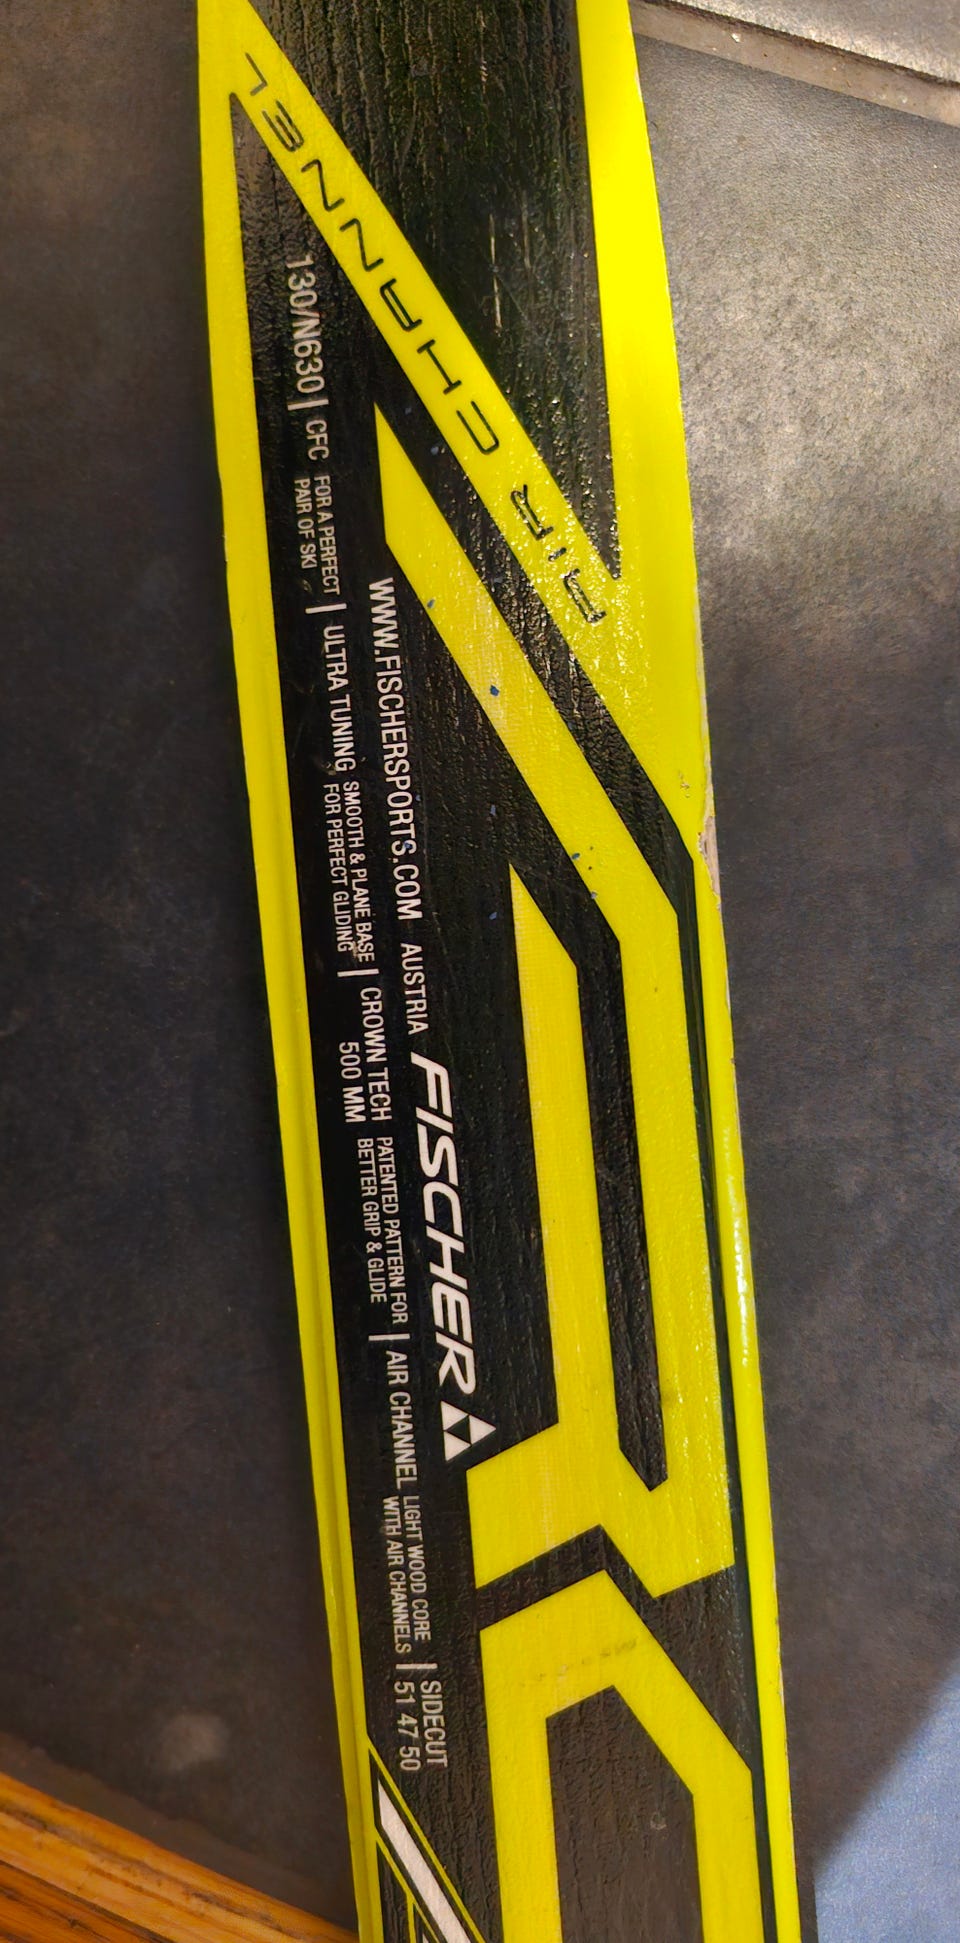 AIR CHANNEL
WWW.FISCHERSPORTS.COM AUSTRIA FISCHER
130/N630 | CFC FOR A PERFECT PAIR OF SKI | ULTRA TUNING SMOOTH & PLANE BASE FOR PERFECT GLIDING | CROWN TECH 500 MM PATENTED PATTERN FOR BETTER GRIP & GLIDE | AIR CHANNEL LIGHT WOOD CORE WITH AIR CHANNELS | SIDECUT 51 47 50